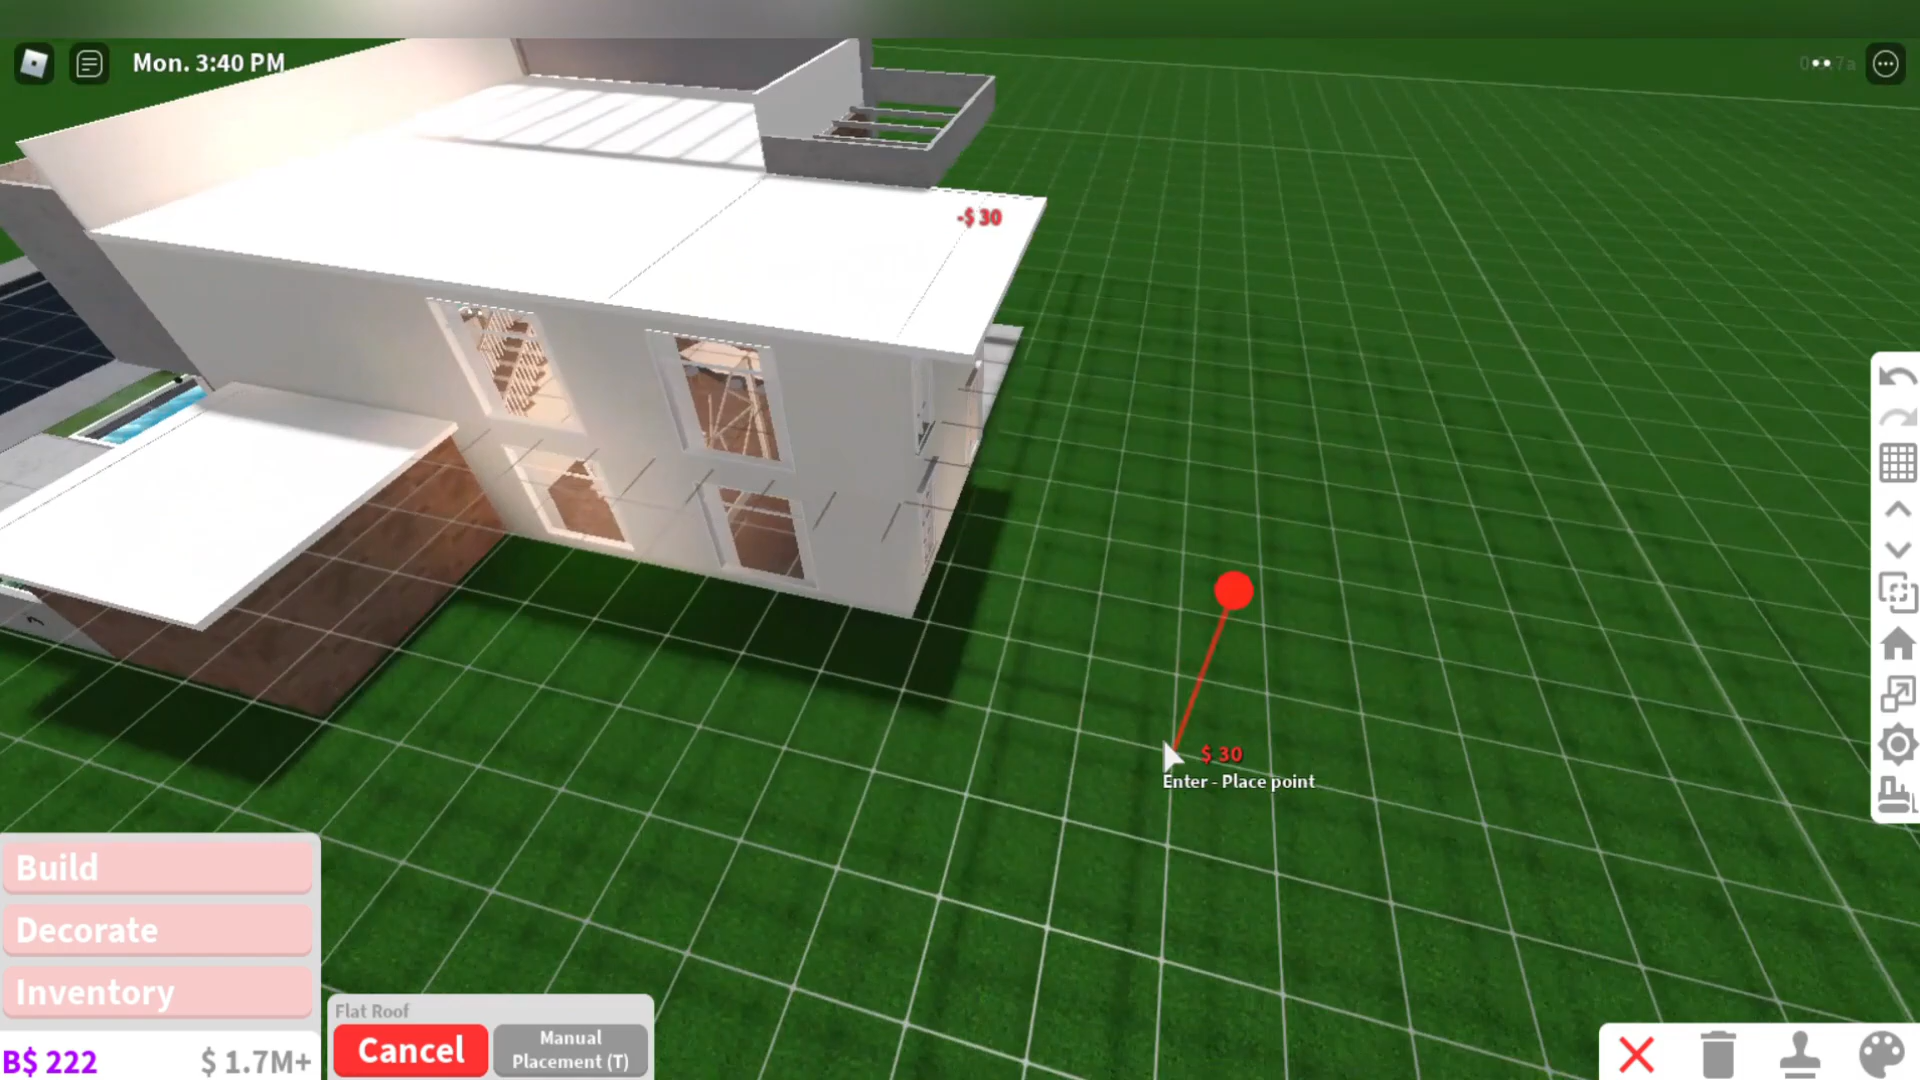 Mon. 3:40 PM
-$ 30
$ 30
Enter - Place point
Build
Decorate
Inventory
B$ 222
$ 1.7M+
Flat Roof
Cancel
Manual
Placement (T)